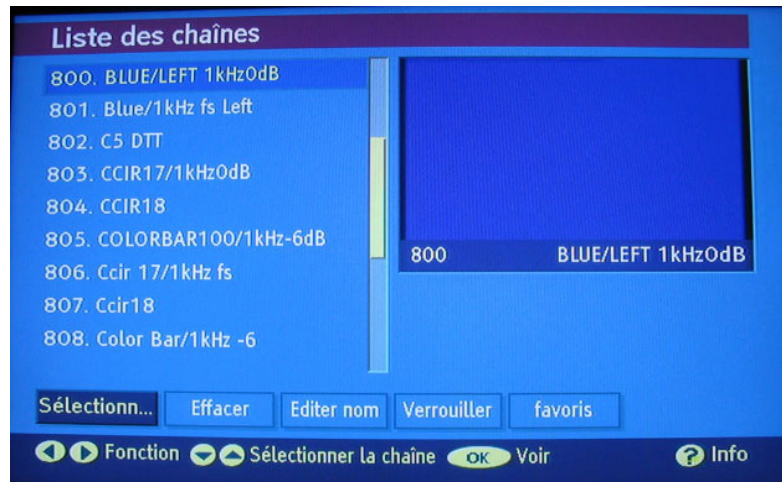 Liste des chaînes
800. BLUE/LEFT 1kHz0dB
801. Blue/1kHz fs Left
802. C5 DTT
803. CCIR17/1kHz0dB
804. CCIR18
805. COLORBAR100/1kHz-6dB
806. Ccir 17/1kHz fs
807. Ccir18
808. Color Bar/1kHz -6
800 BLUE/LEFT 1kHz0dB
Sélectionn... Effacer Editer nom Verrouiller favoris
Fonction Sélectionner la chaîne OK Voir ? Info